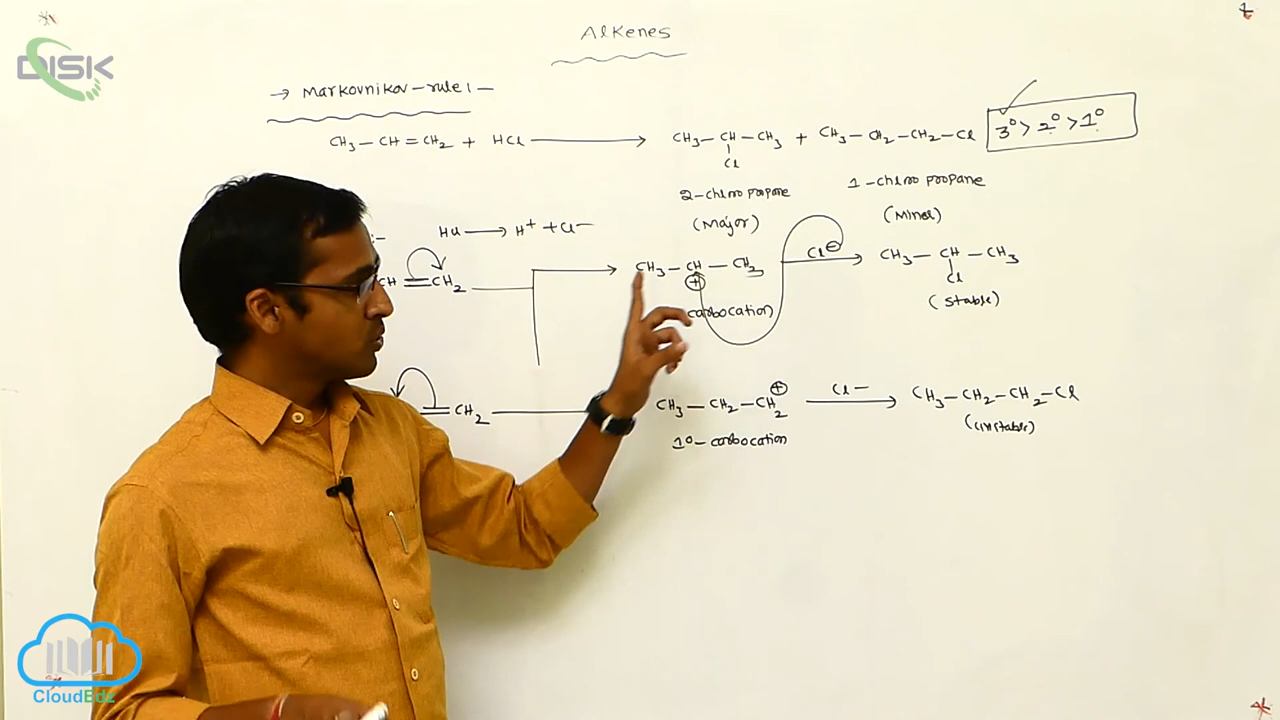 DISK
Alkenes
→ Markovnikov-rule! —
CH₃ — CH = CH₂ + HCl ⟶ CH₃ — CH — CH₃ + CH₃ — CH₂ — CH₂ — Cl
Cl
3° > 2° > 1°
2-chloro propane
1-chloro propane
(Major)
(Minor)
HCl ⟶ H⁺ + Cl⁻
:-
CH = CH₂
CH₃ — CH — CH₂
⊕
carbocation
Cl⊖
CH₃ — CH — CH₃
Cl
(stable)
= CH₂
CH₃ — CH₂ — CH₂⊕
1°- carbocation
Cl —
CH₃ — CH₂ — CH₂ — Cl
(unstable)
CloudEdz